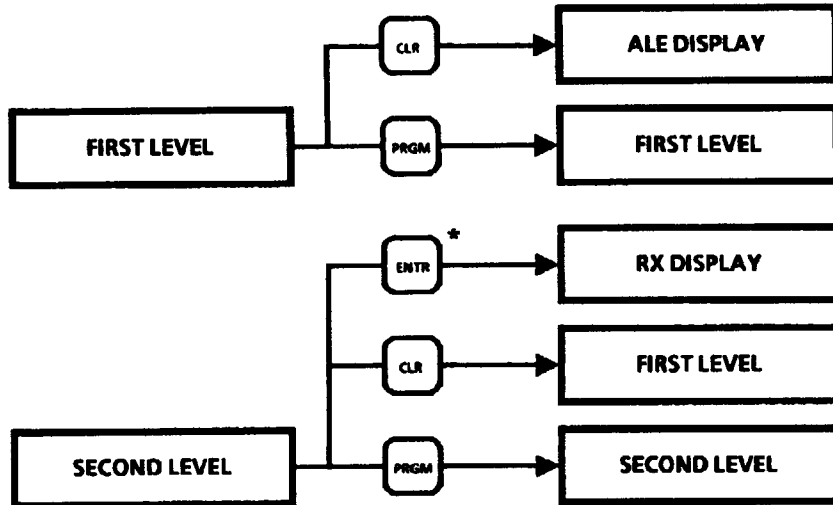 CLR
ALE DISPLAY
FIRST LEVEL
PRGM
FIRST LEVEL
ENTR
*
RX DISPLAY
CLR
FIRST LEVEL
SECOND LEVEL
PRGM
SECOND LEVEL